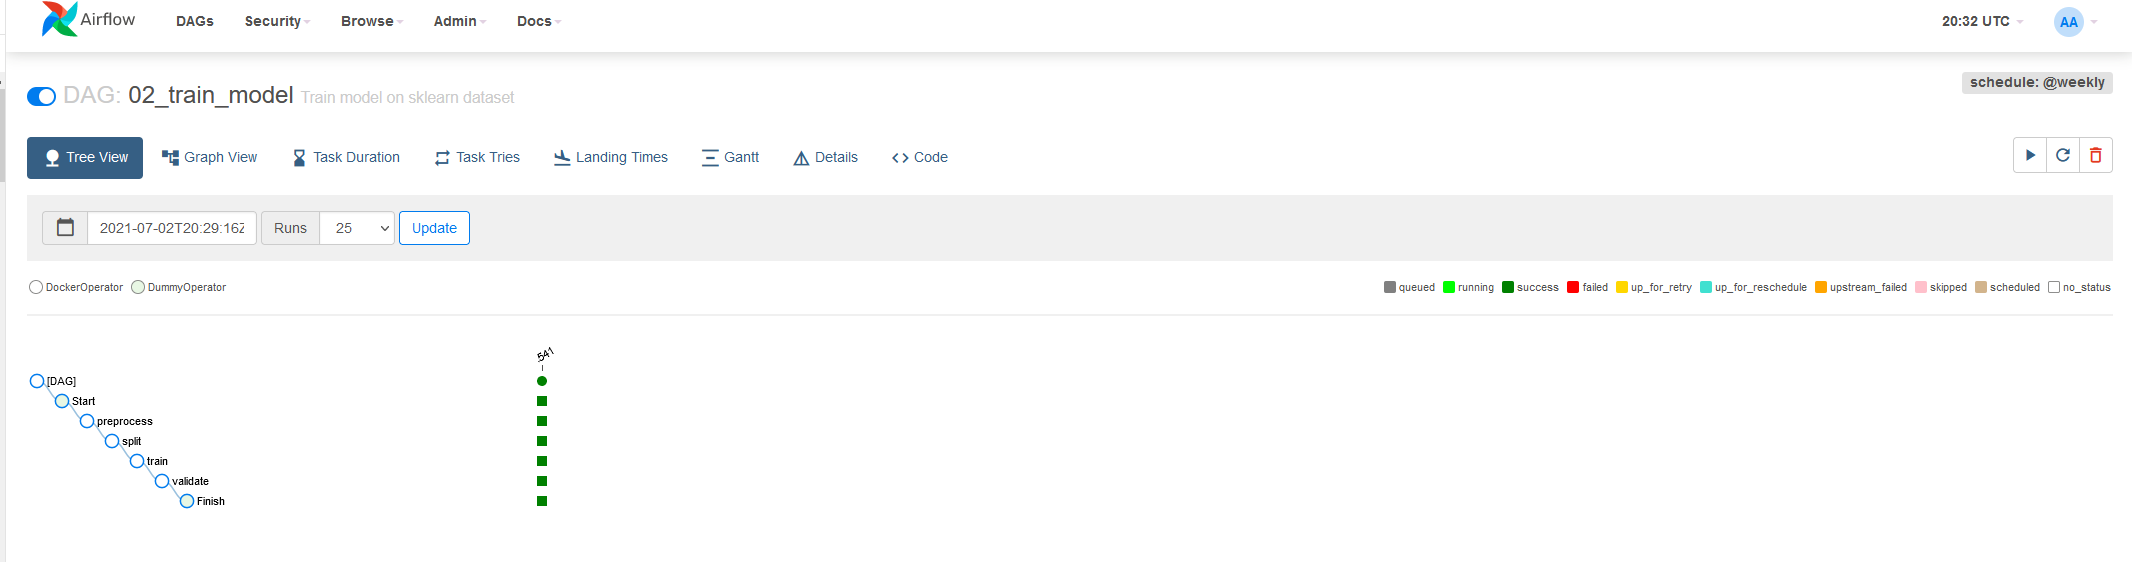 Airflow DAGs Security Browse Admin Docs 20:32 UTC AA
schedule: @weekly
DAG: 02_train_model Train model on sklearn dataset
Tree View Graph View Task Duration Task Tries Landing Times Gantt Details Code
2021-07-02T20:29:16Z Runs 25 Update
DockerOperator DummyOperator queued running success failed up_for_retry up_for_reschedule upstream_failed skipped scheduled no_status
.541
[DAG]
Start
preprocess
split
train
validate
Finish